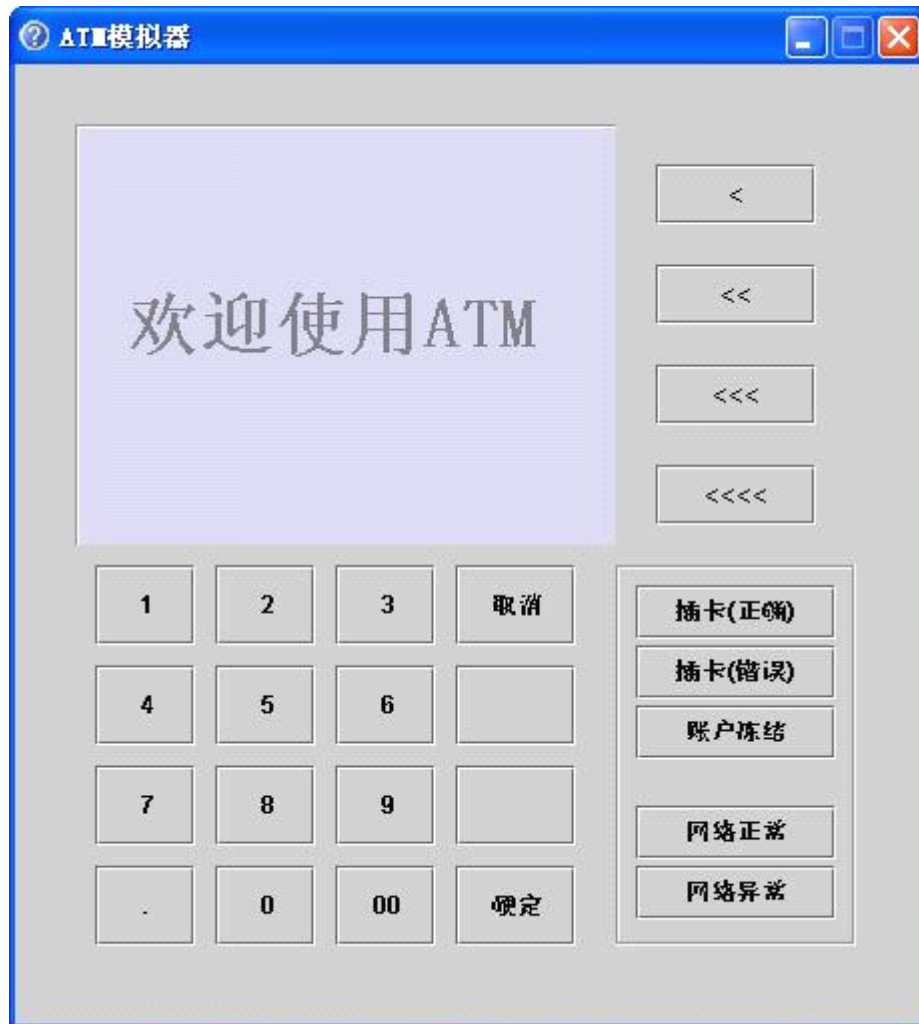 ATM模拟器
欢迎使用ATM
<
<<
<<<
<<<<
1 2 3 取消
4 5 6
7 8 9
. 0 00 确定
插卡(正确)
插卡(错误)
账户冻结
网络正常
网络异常